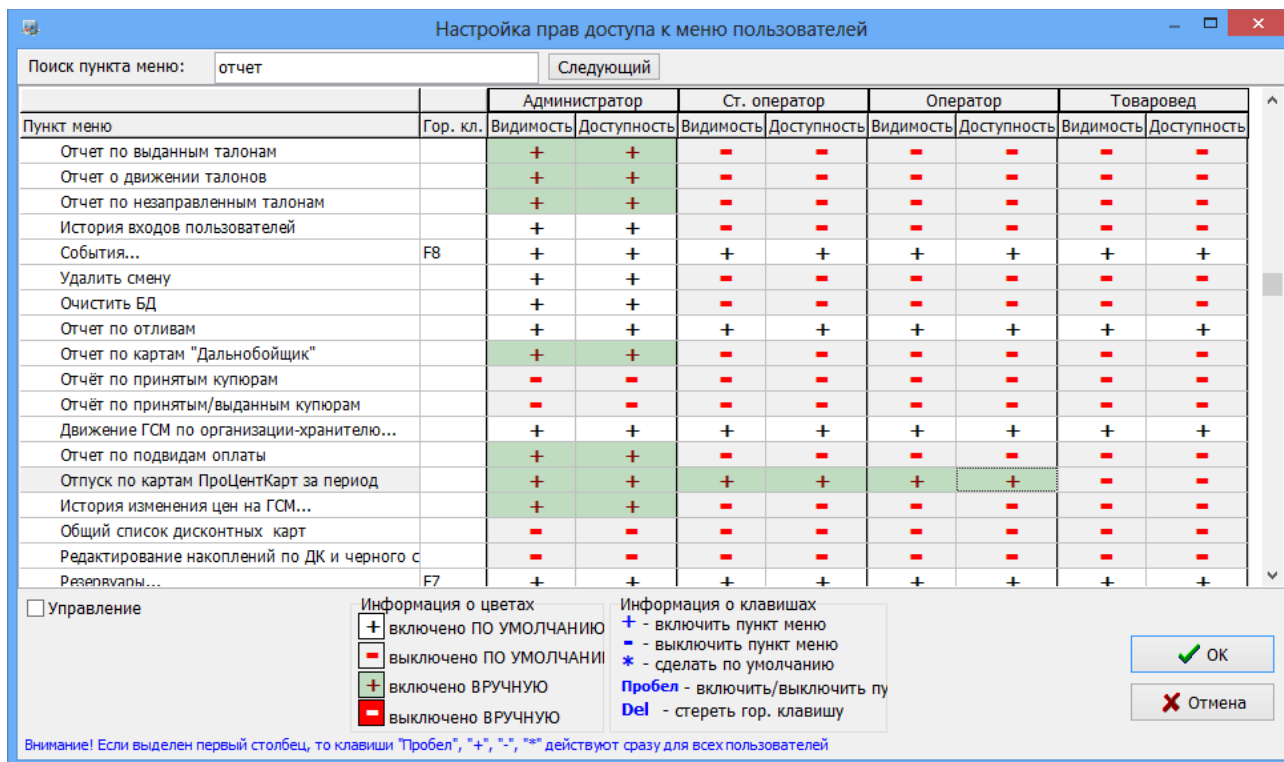 Настройка прав доступа к меню пользователей
Поиск пункта меню: отчет Следующий
Администратор Ст. оператор Оператор Товаровед
Пункт меню Гор. кл. Видимость Доступность Видимость Доступность Видимость Доступность Видимость Доступность
Отчет по выданным талонам + + - - - - - -
Отчет о движении талонов + + - - - - - -
Отчет по незаправленным талонам + + - - - - - -
История входов пользователей + + - - - - - -
События... F8 + + + + + + + +
Удалить смену + + - - - - - -
Очистить БД + + - - - - - -
Отчет по отливам + + + + + + + +
Отчет по картам "Дальнобойщик" + + - - - - - -
Отчёт по принятым купюрам - - - - - - - -
Отчёт по принятым/выданным купюрам - - - - - - - -
Движение ГСМ по организации-хранителю... + + + + + + + +
Отчет по подвидам оплаты + + - - - - - -
Отпуск по картам ПроЦентКарт за период + + + + + + - -
История изменения цен на ГСМ... + + - - - - - -
Общий список дисконтных карт - - - - - - - -
Редактирование накоплений по ДК и черного с - - - - - - - -
Резервуары... F7 + + + + + + + +
Управление
Информация о цветах
+ включено ПО УМОЛЧАНИЮ
- выключено ПО УМОЛЧАНИ
+ включено ВРУЧНУЮ
- выключено ВРУЧНУЮ
Информация о клавишах
+ - включить пункт меню
- - выключить пункт меню
* - сделать по умолчанию
Пробел - включить/выключить пу
Del - стереть гор. клавишу
OK
Отмена
Внимание! Если выделен первый столбец, то клавиши "Пробел", "+", "-", "*" действуют сразу для всех пользователей